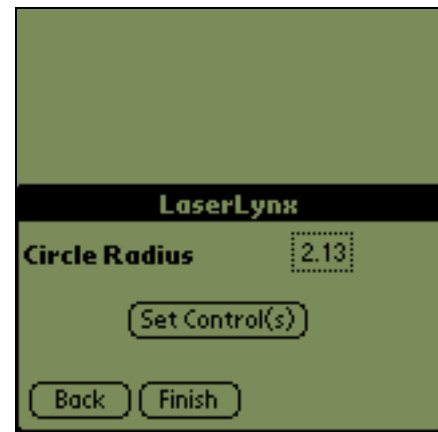 LaserLynx
Circle Radius 2.13
Set Control(s)
Back Finish